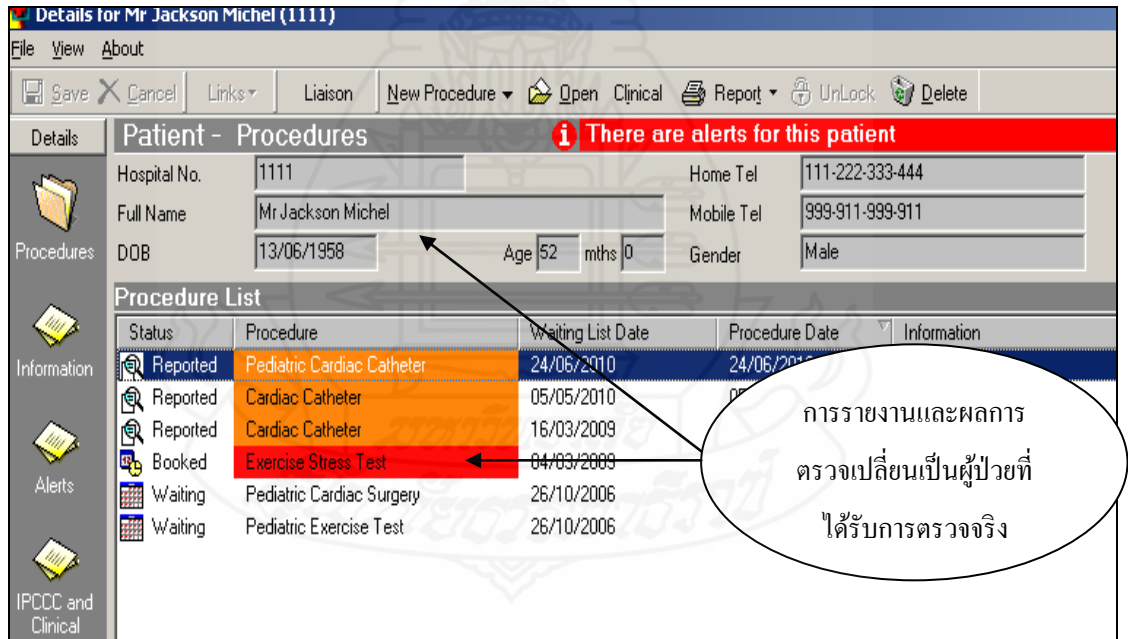 Details for Mr Jackson Michel (1111)
File View About
Save Cancel Links Liaison New Procedure Open Clinical Report UnLock Delete
Details Patient - Procedures There are alerts for this patient
Hospital No. 1111 Home Tel 111-222-333-444
Full Name Mr Jackson Michel Mobile Tel 999-911-999-911
Procedures DOB 13/06/1958 Age 52 mths 0 Gender Male
Procedure List
Status Procedure Waiting List Date Procedure Date Information
Information Reported Pediatric Cardiac Catheter 24/06/2010
Reported Cardiac Catheter 05/05/2010
Reported Cardiac Catheter 16/03/2009
Booked Exercise Stress Test 04/03/2009
Alerts Waiting Pediatric Cardiac Surgery 26/10/2006
Waiting Pediatric Exercise Test 26/10/2006
การรายงานและผลการ
ตรวจเปลี่ยนเป็นผู้ป่วยที่
ได้รับการตรวจจริง
IPCCC and
Clinical